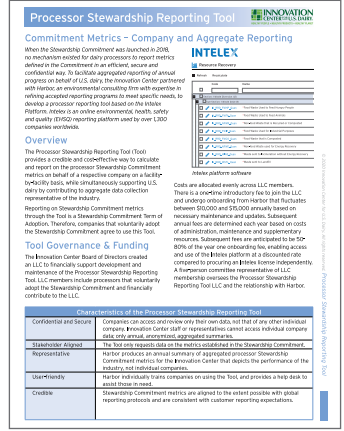 Processor Stewardship Reporting Tool
INNOVATION
CENTER FOR U.S. DAIRY
Commitment Metrics – Company and Aggregate Reporting
When the Stewardship Commitment was launched in 2018,
no mechanism existed for dairy processors to report metrics
defined in the Commitment in an efficient, secure and
confidential way. To facilitate aggregated reporting of annual
progress on behalf of U.S. dairy, the Innovation Center partnered
with Harbor, an environmental consulting firm with expertise in
refining accepted reporting programs to meet specific needs, to
develop a processor reporting tool based on the Intelex
Platform. Intelex is an online environmental, health, safety
and quality (EHSQ) reporting platform used by over 1,300
companies worldwide.
Overview
The Processor Stewardship Reporting Tool (Tool)
provides a credible and cost-effective way to calculate
and report on the Stewardship Commitment
metrics on behalf of a respective company on a facility-
by-facility basis, while simultaneously supporting U.S.
dairy by contributing to aggregate data collection
representative of the industry.
Reporting on Stewardship Commitment metrics
through the Tool is a Stewardship Commitment Term of
Adoption. Therefore, companies that voluntarily adopt
the Stewardship Commitment agree to use this Tool.
Tool Governance & Funding
The Innovation Center Board of Directors created
an LLC to financially support development and
maintenance of the Processor Stewardship Reporting
Tool. LLC members include processors that voluntarily
adopt the Stewardship Commitment and financially
contribute to the LLC.
INTELEX
Resource Recovery
Intelex platform software
Costs are allocated evenly across LLC members.
There is a one-time introductory fee to join the LLC
and undergo onboarding from Harbor that fluctuates
between $10,000 and $15,000 annually based on
necessary maintenance and updates. Subsequent
annual fees are determined each year based on costs
of administration, maintenance and supplementary
resources. Subsequent fees are anticipated to be 50-
80% of the year one onboarding fee, enabling access
and use of the Intelex platform at a discounted rate
compared to procuring an Intelex license independently.
A five-person committee representative of LLC
membership oversees the Processor Stewardship
Reporting Tool LLC and the relationship with Harbor.
Characteristics of the Processor Stewardship Reporting Tool
Confidential and Secure
Companies can access and review only their own data, not that of any other individual
company. Innovation Center staff or representatives cannot access individual company
data; only annual, anonymized, aggregated summaries.
Stakeholder Aligned
The Tool only requests data on the metrics established in the Stewardship Commitment.
Representative
Harbor produces an annual summary of aggregated processor Stewardship
Commitment metrics for the Innovation Center that depicts the performance of the
industry, not individual companies.
User-friendly
Harbor individually trains companies on using the Tool, and provides a help desk to
assist those in need.
Credible
Stewardship Commitment metrics are aligned to the extent possible with global
reporting protocols and are consistent with customer reporting expectations.
Processor Stewardship Reporting Tool